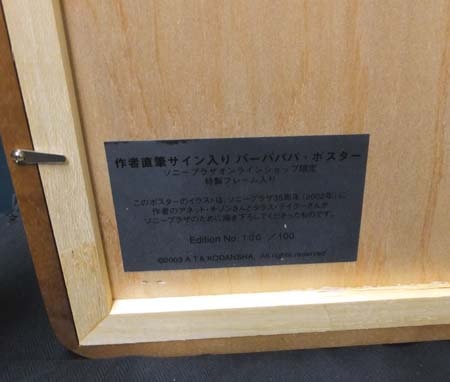 作者直筆サイン入り バーバパパ・ポスター
ソニープラザオンラインショップ限定
特製フレーム入り
このポスターのイラストは、ソニープラザ35周年（2002年）に
作者のアネット・チゾンさんとタラス・テイラーさんが
ソニープラザのために描き下ろしてくださったものです。
Edition No. 100 /100
©2003 A.T & KODANSHA. All rights reserved